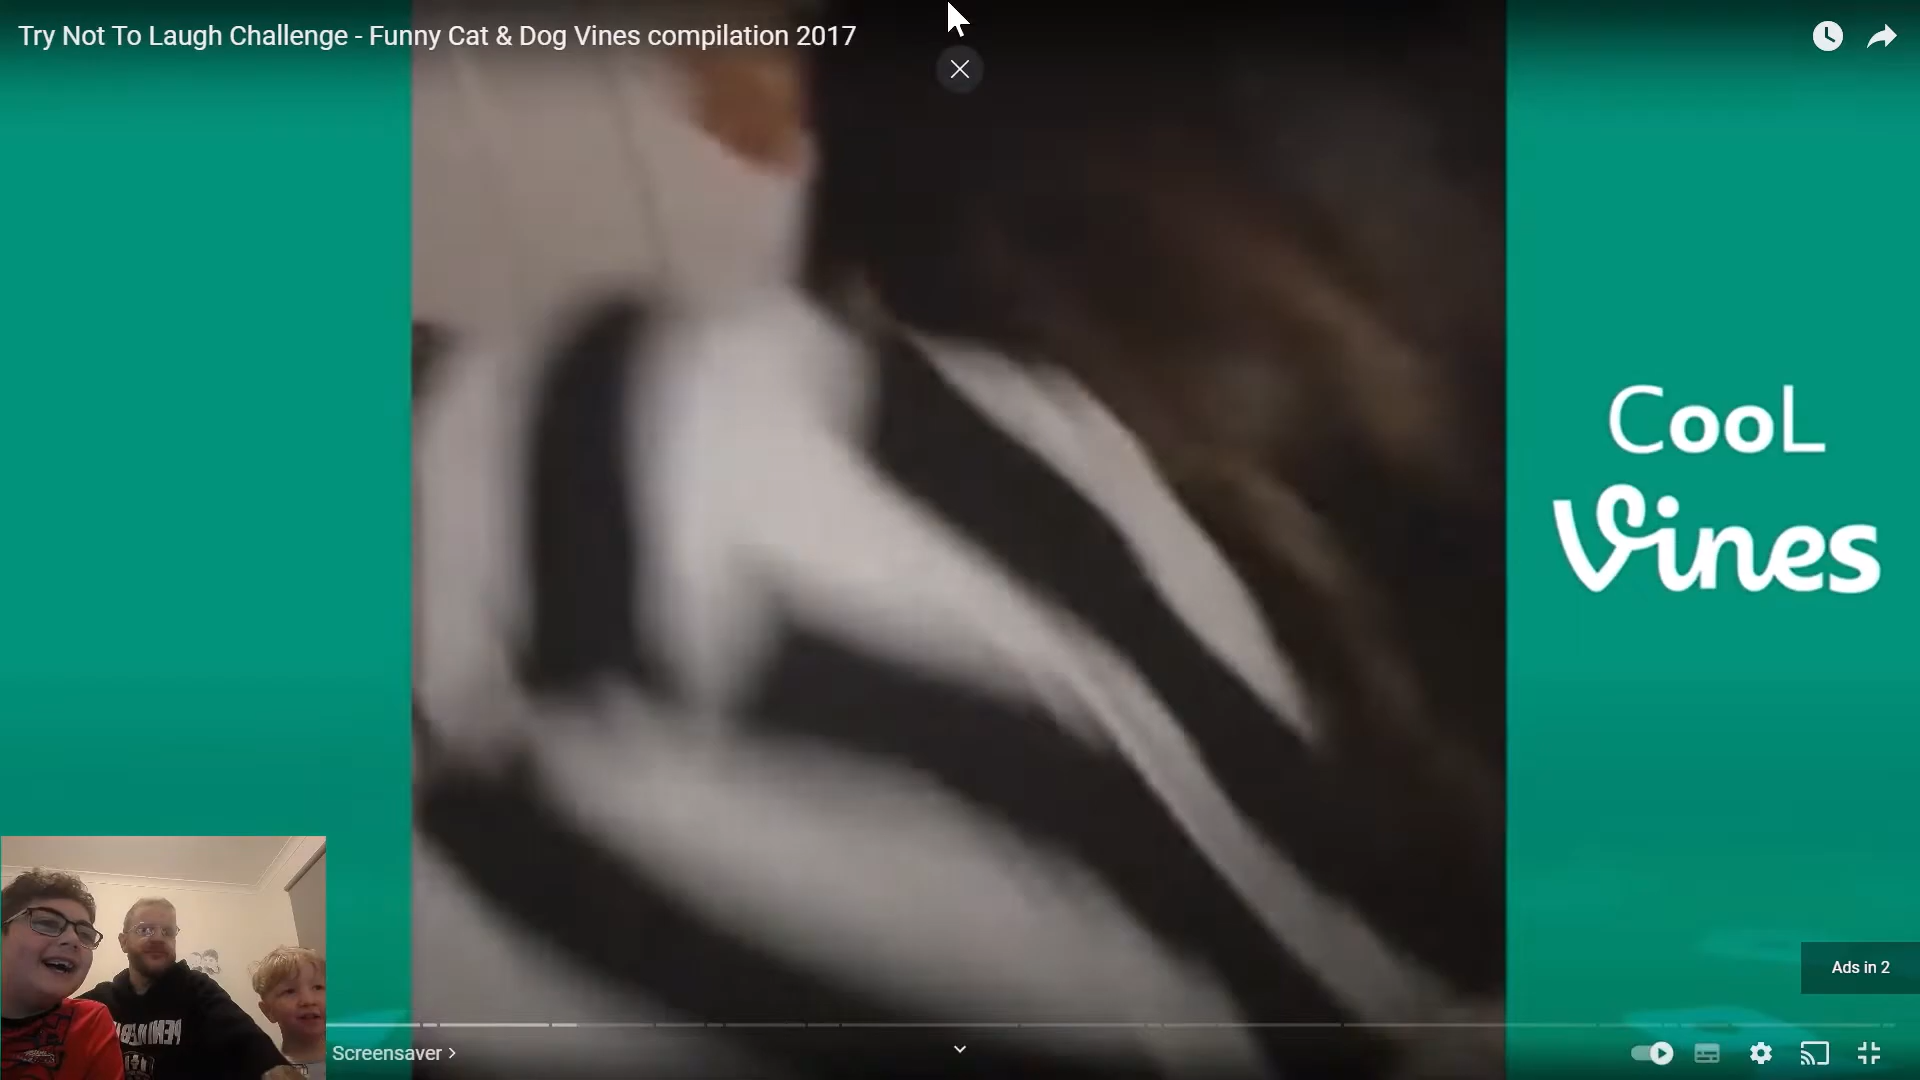 Try Not To Laugh Challenge - Funny Cat & Dog Vines compilation 2017
CooL
Vines
Ads in 2
Screensaver